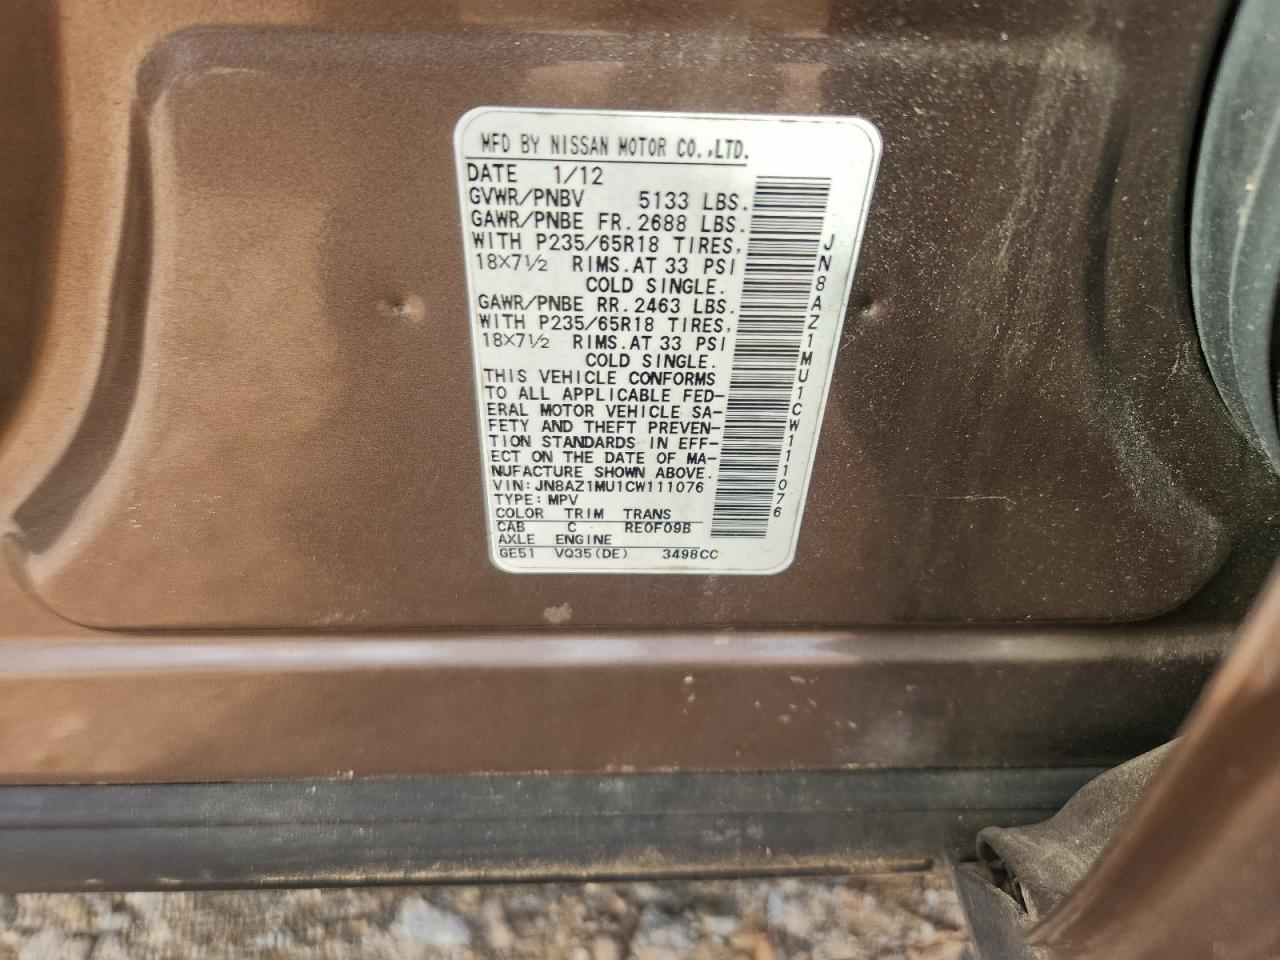 MFD BY NISSAN MOTOR CO.,LTD.
DATE 1/12
GVWR/PNBV 5133 LBS.
GAWR/PNBE FR.2688 LBS.
WITH P235/65R18 TIRES,
18X7½ RIMS.AT 33 PSI
COLD SINGLE.
GAWR/PNBE RR.2463 LBS.
WITH P235/65R18 TIRES,
18X7½ RIMS.AT 33 PSI
COLD SINGLE.
THIS VEHICLE CONFORMS
TO ALL APPLICABLE FED-
ERAL MOTOR VEHICLE SA-
FETY AND THEFT PREVEN-
TION STANDARDS IN EFF-
ECT ON THE DATE OF MA-
NUFACTURE SHOWN ABOVE.
VIN:JN8AZ1MU1CW111076
TYPE:MPV
COLOR TRIM TRANS
CAB C RE0F09B
AXLE ENGINE
GE51 VQ35(DE) 3498CC
JN8AZ1MU1CW111076